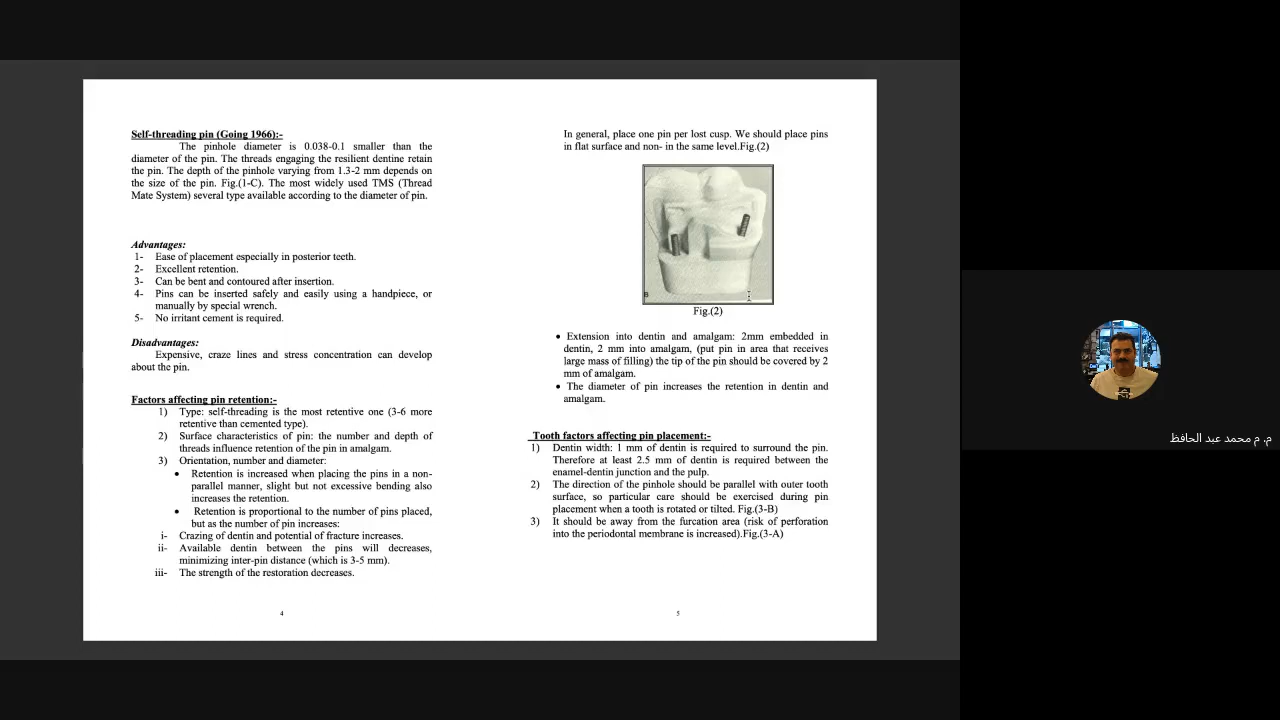 Self-threading pin (Going 1966):-
The pinhole diameter is 0.038-0.1 smaller than the
diameter of the pin. The threads engaging the resilient dentine retain
the pin. The depth of the pinhole varying from 1.3-2 mm depends on
the size of the pin. Fig.(1-C). The most widely used TMS (Thread
Mate System) several type available according to the diameter of pin.
Advantages:
1- Ease of placement especially in posterior teeth.
2- Excellent retention.
3- Can be bent and contoured after insertion.
4- Pins can be inserted safely and easily using a handpiece, or
manually by special wrench.
5- No irritant cement is required.
Disadvantages:
Expensive, craze lines and stress concentration can develop
about the pin.
Factors affecting pin retention:-
1) Type: self-threading is the most retentive one (3-6 more
retentive than cemented type).
2) Surface characteristics of pin: the number and depth of
threads influence retention of the pin in amalgam.
3) Orientation, number and diameter:
• Retention is increased when placing the pins in a non-
parallel manner, slight but not excessive bending also
increases the retention.
• Retention is proportional to the number of pins placed,
but as the number of pin increases:
i- Crazing of dentin and potential of fracture increases.
ii- Available dentin between the pins will decreases,
minimizing inter-pin distance (which is 3-5 mm).
iii- The strength of the restoration decreases.
4
In general, place one pin per lost cusp. We should place pins
in flat surface and non- in the same level.Fig.(2)
B
Fig.(2)
• Extension into dentin and amalgam: 2mm embedded in
dentin, 2 mm into amalgam, (put pin in area that receives
large mass of filling) the tip of the pin should be covered by 2
mm of amalgam.
• The diameter of pin increases the retention in dentin and
amalgam.
Tooth factors affecting pin placement:-
1) Dentin width: 1 mm of dentin is required to surround the pin.
Therefore at least 2.5 mm of dentin is required between the
enamel-dentin junction and the pulp.
2) The direction of the pinhole should be parallel with outer tooth
surface, so particular care should be exercised during pin
placement when a tooth is rotated or tilted. Fig.(3-B)
3) It should be away from the furcation area (risk of perforation
into the periodontal membrane is increased).Fig.(3-A)
5
م. م محمد عبد الحافظ